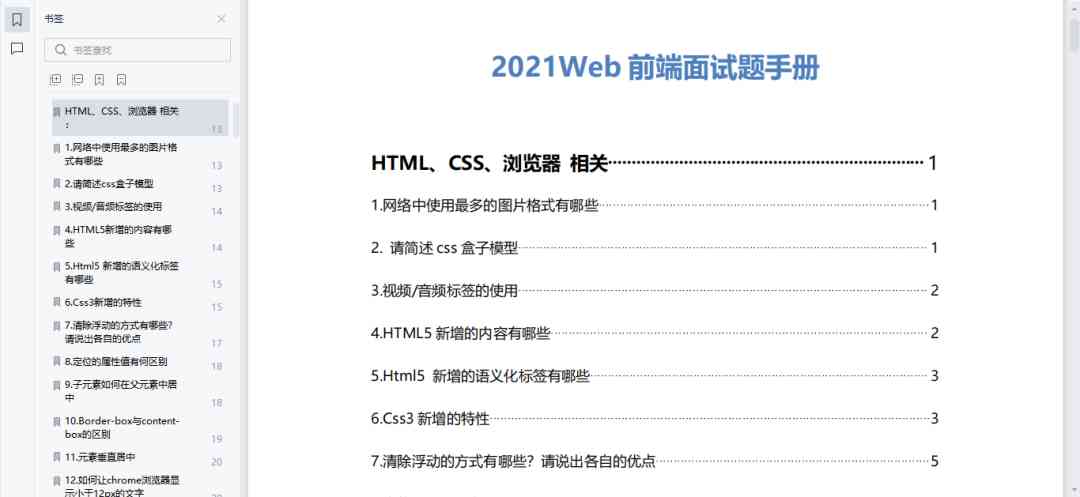 书签
书签查找
HTML、CSS、浏览器 相关
：
13
1.网络中使用最多的图片格
式有哪些
13
2.请简述css盒子模型
13
3.视频/音频标签的使用
14
4.HTML5新增的内容有哪
些
14
5.Html5 新增的语义化标签
有哪些
15
6.Css3新增的特性
15
7.清除浮动的方式有哪些？
请说出各自的优点
17
8.定位的属性值有何区别
18
9.子元素如何在父元素中居
中
18
10.Border-box与content-
box的区别
19
11.元素垂直居中
20
12.如何让chrome浏览器显
示小于12px的文字
2021Web 前端面试题手册
HTML、CSS、浏览器 相关 1
1.网络中使用最多的图片格式有哪些 1
2. 请简述 css 盒子模型 1
3.视频/音频标签的使用 2
4.HTML5 新增的内容有哪些 2
5.Html5 新增的语义化标签有哪些 3
6.Css3 新增的特性 3
7.清除浮动的方式有哪些？请说出各自的优点 5